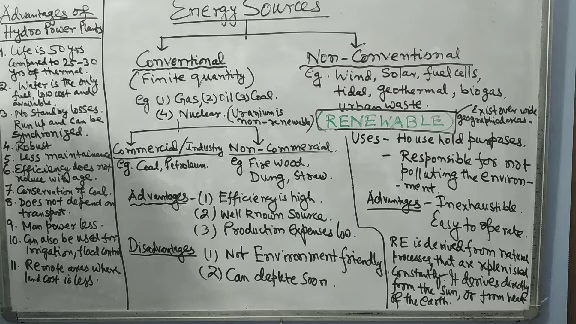 Advantages of
Hydro Power Plants
1. Life is 50 yrs
Compared to 25-30
yrs of thermal.
2. Water is the only
fuel, low cost and
available.
3. No Stand by losses.
Run up and can be
synchronized.
4. Robust
5. Less maintainance
6. Efficiency does not
reduce with age.
7. Conservation of Coal.
8. Does not depend on
transport.
9. Man power less.
10. Can also be used for
Irrigation, flood control
11. Remote areas where
land cost is less.
Energy Sources
Conventional
(Finite quantity)
Eg (1) Gas (2) Oil (3) Coal.
(4) Nuclear. (Uranium is
non-renewable)
Commercial/Industry
Eg. Coal, Petroleum.
Non-Commercial
eg Fire wood,
Dung, Straw.
Advantages - (1) Efficiency is high.
(2) Well Known Source.
(3) Production Expenses low.
Disadvantages (1) Not Environment friendly
(2) Can deplete soon.
Non-Conventional
Eg. Wind, Solar, fuel cells,
tidal, geothermal, biogas,
urban waste.
RENEWABLE
Exist over wide
geographical areas.
Uses - House hold purposes.
- Responsible for not
polluting the environ-
-ment.
Advantages - Inexhaustible.
Easy to operate.
RE is derived from natural
processes, that are replenished
constantly. It derives directly
from the sun, or from heat
of the earth.